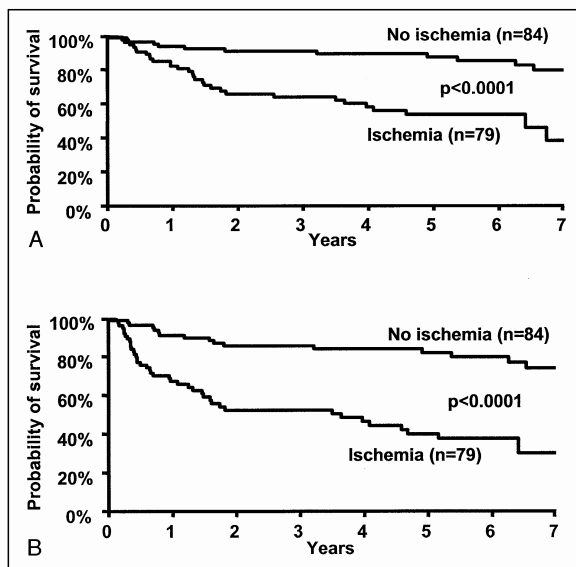 Probability of survival
100%
80%
60%
40%
20%
0%
No ischemia (n=84)
p<0.0001
Ischemia (n=79)
0 1 2 3 4 5 6 7
Years
A
Probability of survival
100%
80%
60%
40%
20%
0%
No ischemia (n=84)
p<0.0001
Ischemia (n=79)
0 1 2 3 4 5 6 7
Years
B